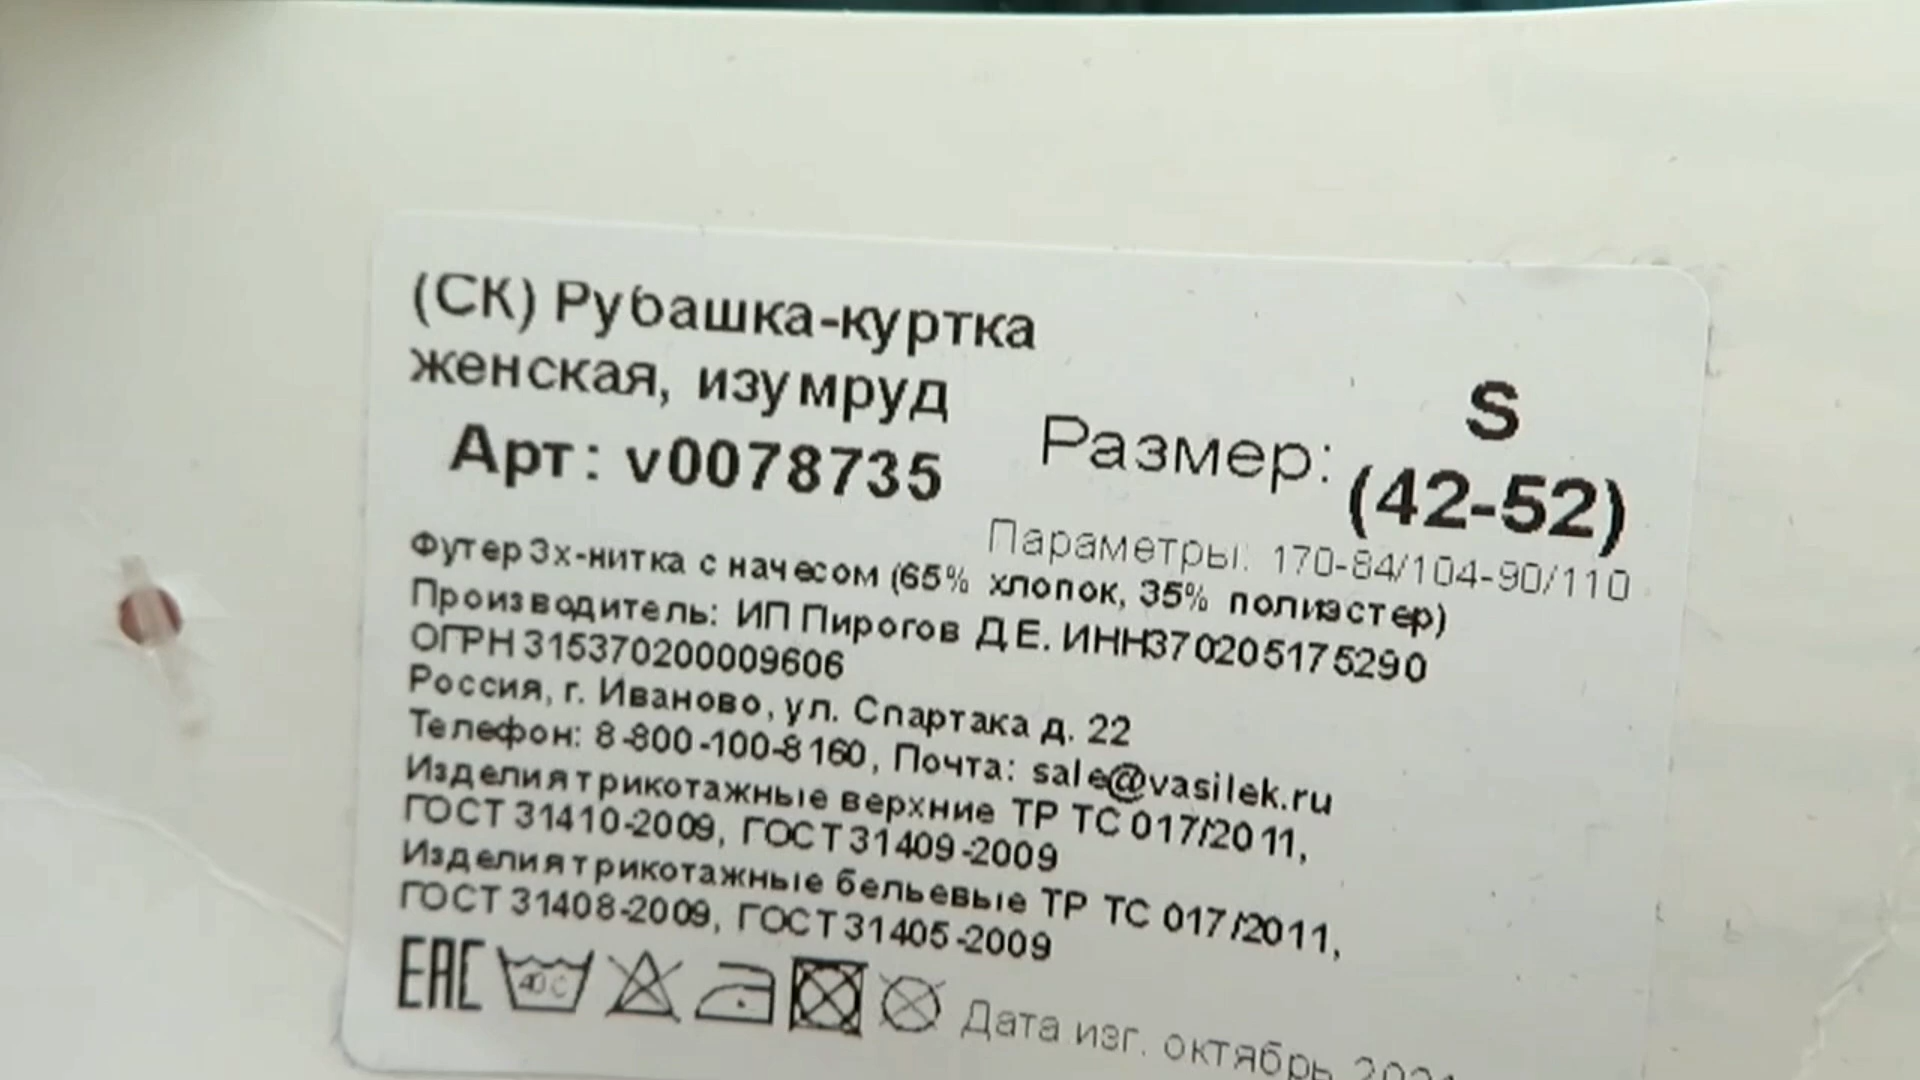 (СК) Рубашка-куртка
женская, изумруд
Арт: v0078735
Размер:
S
(42-52)
Параметры: 170-84/104-90/110
Футер 3х-нитка с начесом (65% хлопок, 35% полиэстер)
Производитель: ИП Пирогов Д.Е. ИНН370205175290
ОГРН 315370200009606
Россия, г. Иваново, ул. Спартака д. 22
Телефон: 8-800-100-8160, Почта: sale@vasilek.ru
Изделия трикотажные верхние ТР ТС 017/2011,
ГОСТ 31410-2009, ГОСТ 31409-2009
Изделия трикотажные бельевые ТР ТС 017/2011,
ГОСТ 31408-2009, ГОСТ 31405-2009
EAC 40 C Дата изг. октябрь